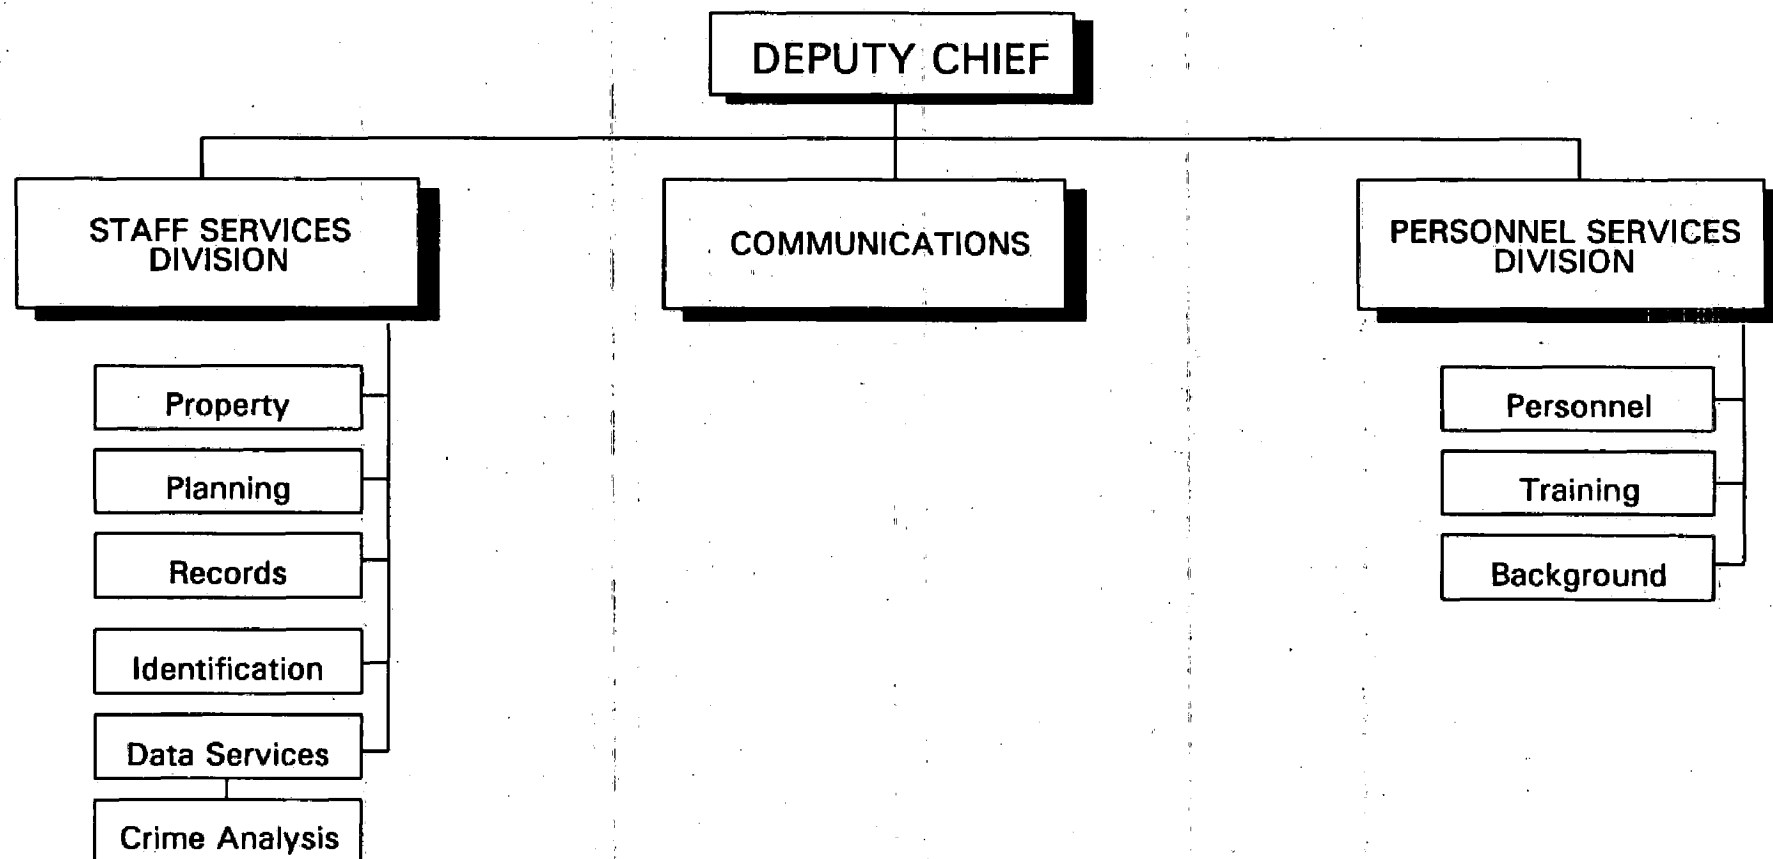 DEPUTY CHIEF
STAFF SERVICES
DIVISION
COMMUNICATIONS
PERSONNEL SERVICES
DIVISION
Property
Planning
Records
Identification
Data Services
Crime Analysis
Personnel
Training
Background